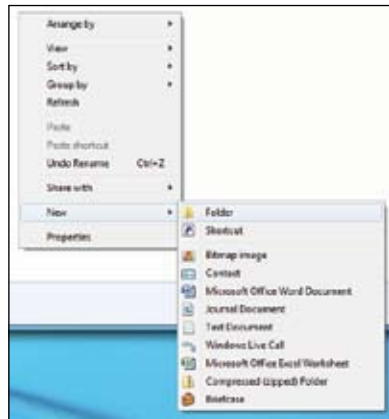 Arrange by
View
Sort by
Group by
Refresh
Paste
Paste shortcut
Undo Rename Ctrl+Z
Share with
New
Properties
Folder
Shortcut
Bitmap image
Contact
Microsoft Office Word Document
Journal Document
Text Document
Windows Live Call
Microsoft Office Excel Worksheet
Compressed (zipped) Folder
Briefcase